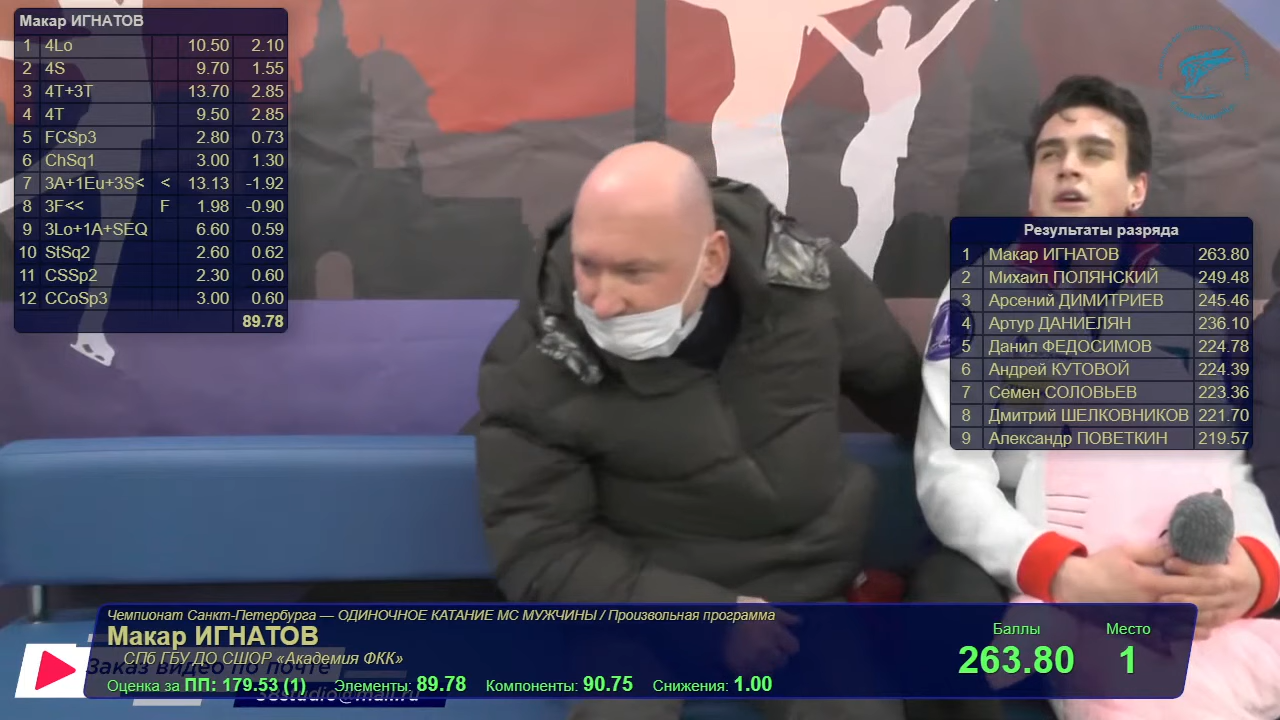 Макар ИГНАТОВ
1 4Lo 10.50 2.10
2 4S 9.70 1.55
3 4T+3T 13.70 2.85
4 4T 9.50 2.85
5 FCSp3 2.80 0.73
6 ChSq1 3.00 1.30
7 3A+1Eu+3S< < 13.13 -1.92
8 3F<< F 1.98 -0.90
9 3Lo+1A+SEQ 6.60 0.59
10 StSq2 2.60 0.62
11 CSSp2 2.30 0.60
12 CCoSp3 3.00 0.60
89.78
Результаты разряда
1 Макар ИГНАТОВ 263.80
2 Михаил ПОЛЯНСКИЙ 249.48
3 Арсений ДИМИТРИЕВ 245.46
4 Артур ДАНИЕЛЯН 236.10
5 Данил ФЕДОСИМОВ 224.78
6 Андрей КУТОВОЙ 224.39
7 Семен СОЛОВЬЕВ 223.36
8 Дмитрий ШЕЛКОВНИКОВ 221.70
9 Александр ПОВЕТКИН 219.57
Чемпионат Санкт-Петербурга — ОДИНОЧНОЕ КАТАНИЕ МС МУЖЧИНЫ / Произвольная программа
Макар ИГНАТОВ
СПб ГБУ ДО СШОР «Академия ФКК»
Заказ видео по почте
Оценка за ПП: 179.53 (1) Элементы: 89.78 Компоненты: 90.75 Снижения: 1.00
Баллы Место
263.80 1